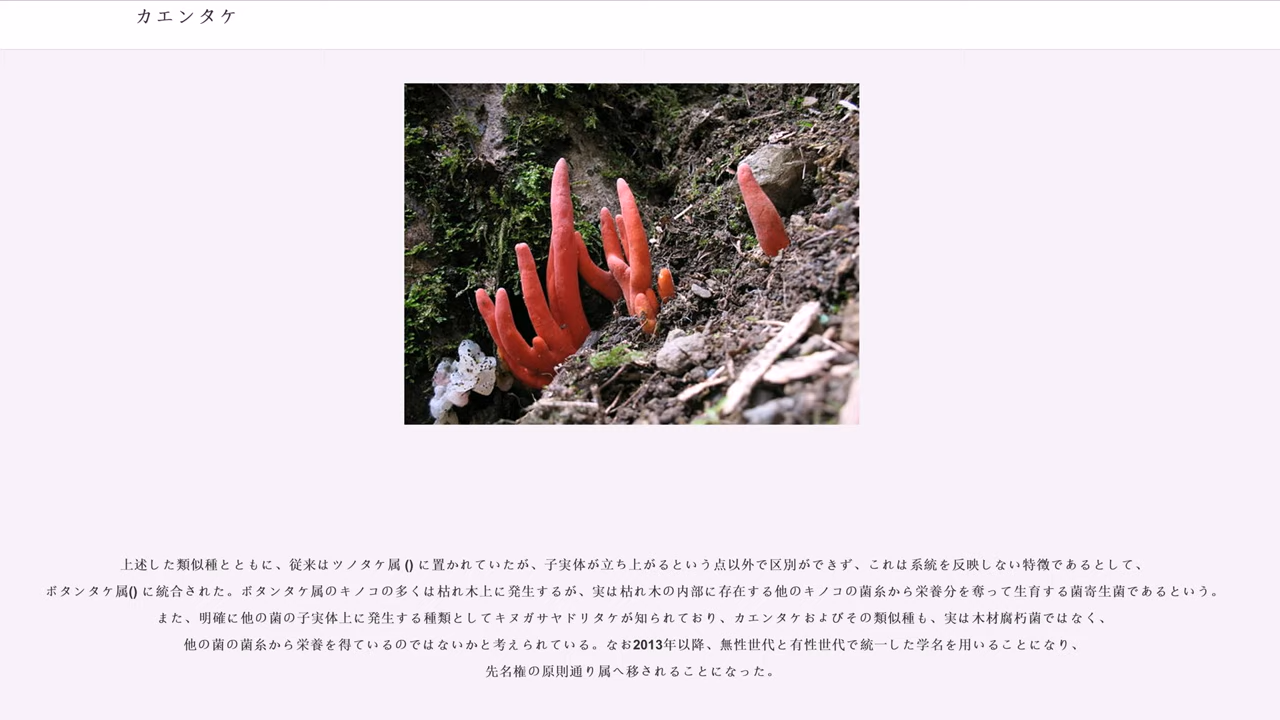 カエンタケ
上述した類似種とともに、従来はツノタケ属 () に置かれていたが、子実体が立ち上がるという点以外で区別ができず、これは系統を反映しない特徴であるとして、
ボタンタケ属() に統合された。ボタンタケ属のキノコの多くは枯れ木上に発生するが、実は枯れ木の内部に存在する他のキノコの菌糸から栄養分を奪って生育する菌寄生菌であるという。
また、明確に他の菌の子実体上に発生する種類としてキヌガサヤドリタケが知られており、カエンタケおよびその類似種も、実は木材腐朽菌ではなく、
他の菌の菌糸から栄養を得ているのではないかと考えられている。なお2013年以降、無性世代と有性世代で統一した学名を用いることになり、
先名権の原則通り属へ移されることになった。